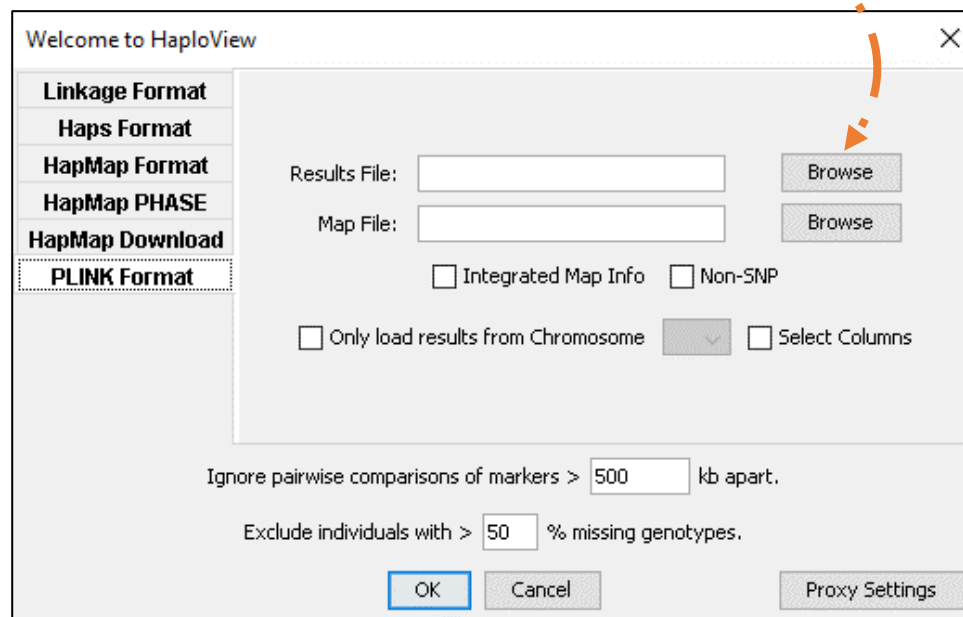 Welcome to HaploView
Linkage Format
Haps Format
HapMap Format
HapMap PHASE
HapMap Download
PLINK Format
Results File: Browse
Map File: Browse
Integrated Map Info Non-SNP
Only load results from Chromosome Select Columns
Ignore pairwise comparisons of markers > 500 kb apart.
Exclude individuals with > 50 % missing genotypes.
OK Cancel Proxy Settings